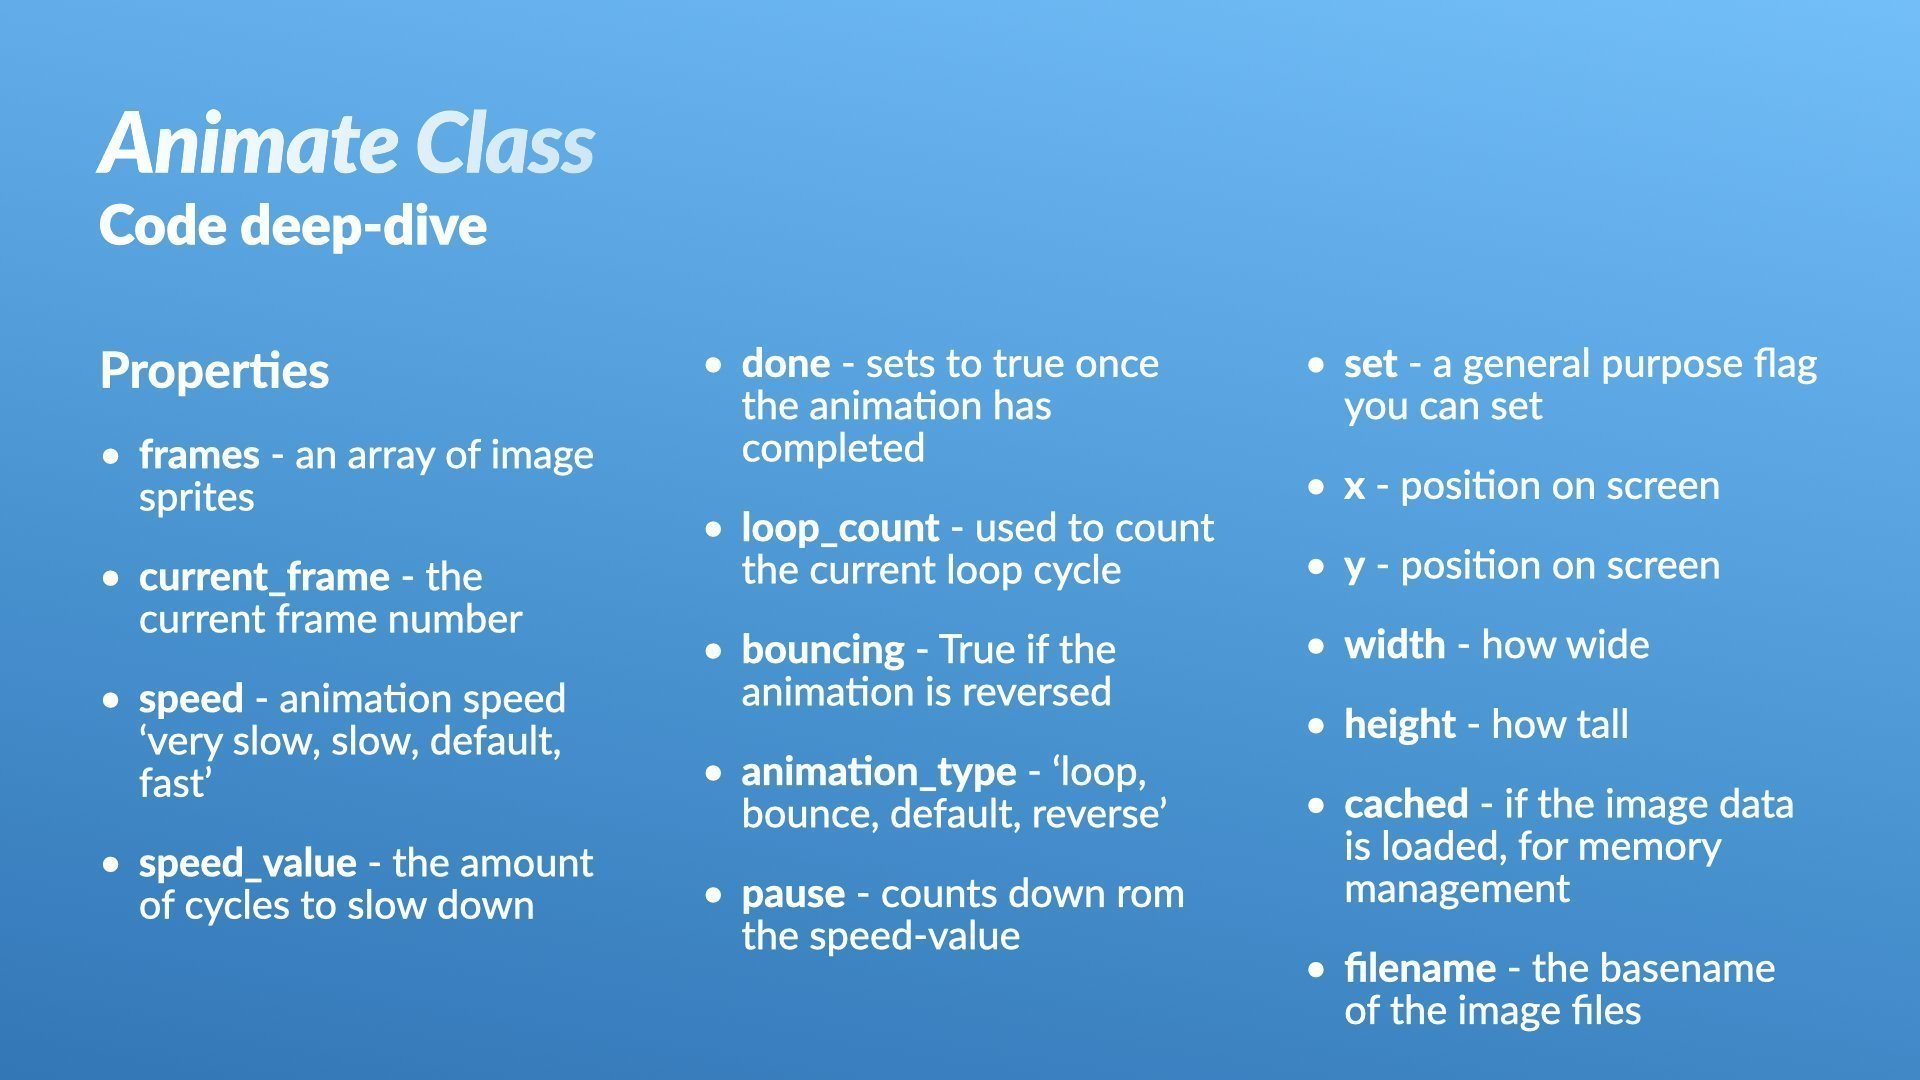 Animate Class
Code deep-dive
Properties
• frames - an array of image
sprites
• current_frame - the
current frame number
• speed - animation speed
‘very slow, slow, default,
fast’
• speed_value - the amount
of cycles to slow down
• done - sets to true once
the animation has
completed
• loop_count - used to count
the current loop cycle
• bouncing - True if the
animation is reversed
• animation_type - ‘loop,
bounce, default, reverse’
• pause - counts down rom
the speed-value
• set - a general purpose flag
you can set
• x - position on screen
• y - position on screen
• width - how wide
• height - how tall
• cached - if the image data
is loaded, for memory
management
• filename - the basename
of the image files